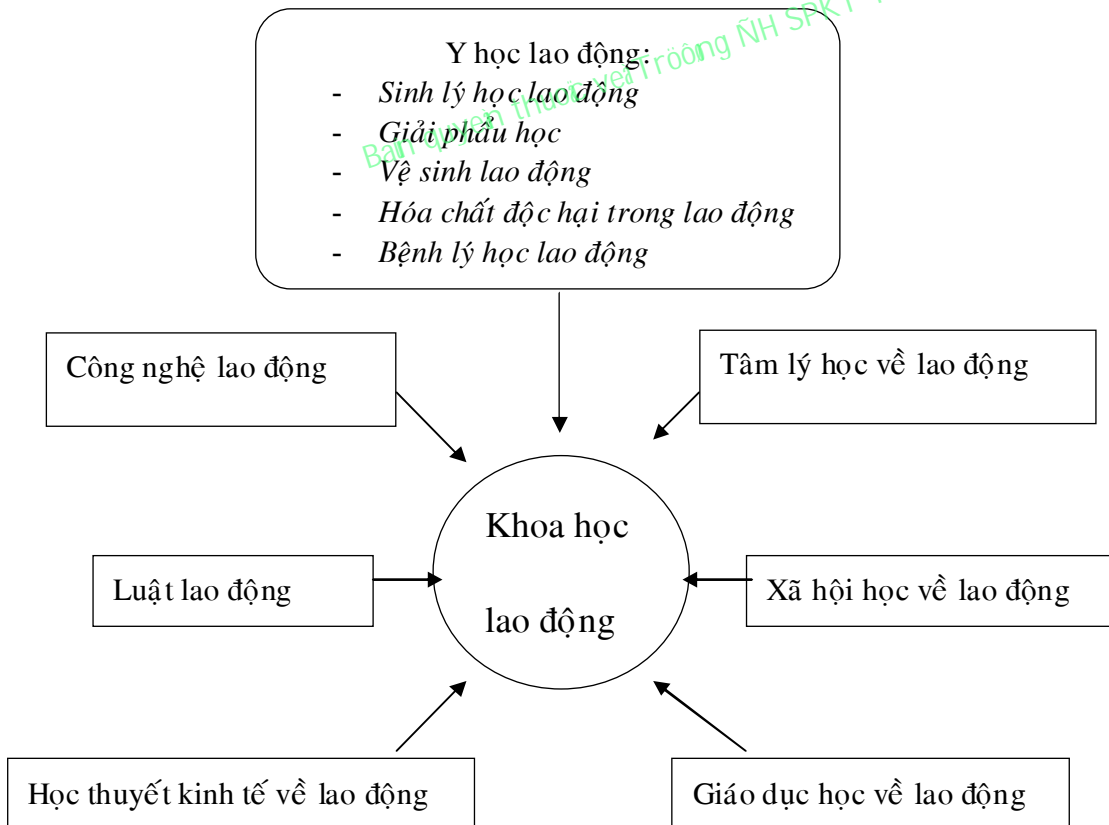 Y học lao động:
- Sinh lý học lao động
- Giải phẩu học
- Vệ sinh lao động
- Hóa chất độc hại trong lao động
- Bệnh lý học lao động
Công nghệ lao động
Tâm lý học về lao động
Khoa học
lao động
Luật lao động
Xã hội học về lao động
Học thuyết kinh tế về lao động
Giáo dục học về lao động
ÑH SPKT